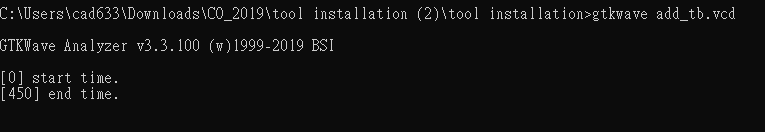 C:\Users\cad633\Downloads\CO_2019\tool installation (2)\tool installation>gtkwave add_tb.vcd
GTKWave Analyzer v3.3.100 (w)1999-2019 BSI
[0] start time.
[450] end time.